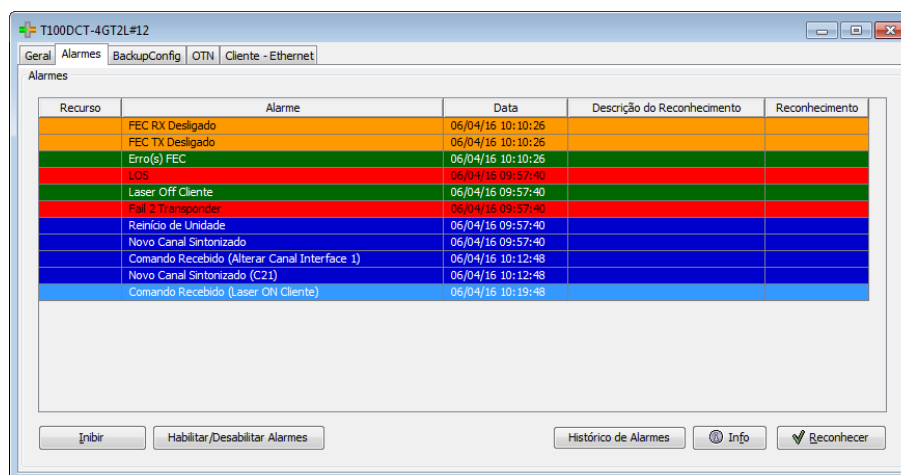 T100DCT-4GT2L#12
Geral Alarmes BackupConfig OTN Cliente - Ethernet
Alarmes
Recurso Alarme Data Descrição do Reconhecimento Reconhecimento
FEC RX Desligado 06/04/16 10:10:26
FEC TX Desligado 06/04/16 10:10:26
Erro(s) FEC 06/04/16 10:10:26
LOS 06/04/16 09:57:40
Laser Off Cliente 06/04/16 09:57:40
Fail 2 Transponder 06/04/16 09:57:40
Reinício de Unidade 06/04/16 09:57:40
Novo Canal Sintonizado 06/04/16 09:57:40
Comando Recebido (Alterar Canal Interface 1) 06/04/16 10:12:48
Novo Canal Sintonizado (C21) 06/04/16 10:12:48
Comando Recebido (Laser ON Cliente) 06/04/16 10:19:48
Inibir Habilitar/Desabilitar Alarmes Histórico de Alarmes Info Reconhecer